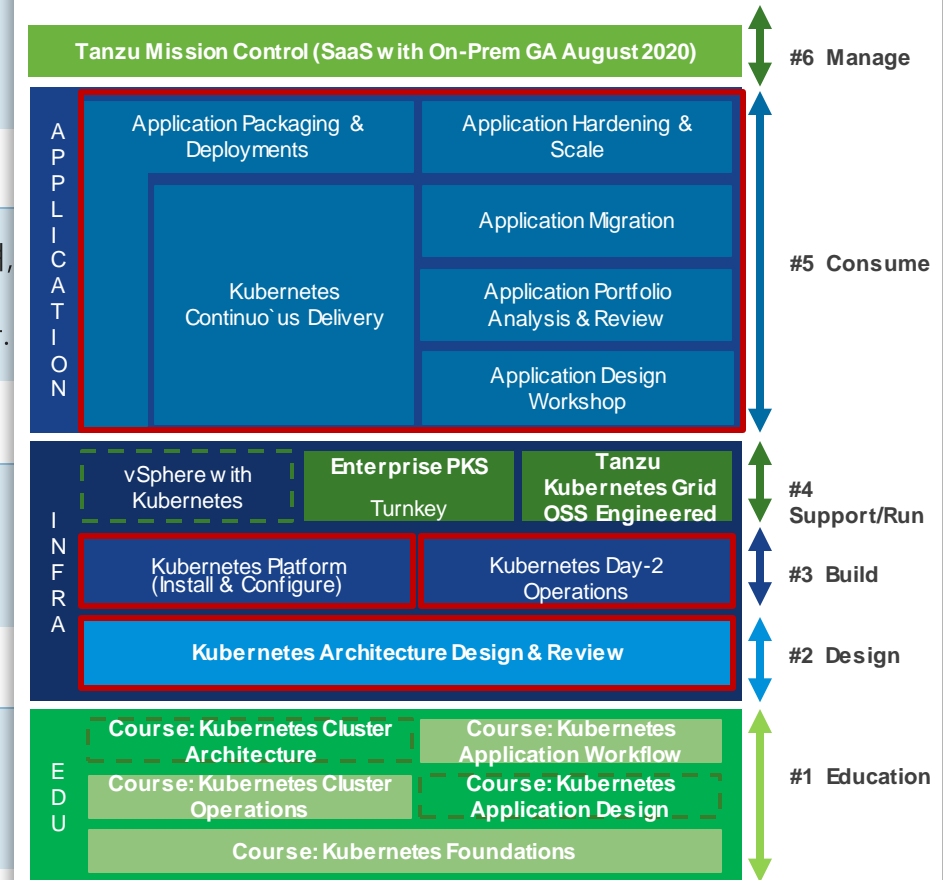 Tanzu Mission Control (SaaS with On-Prem GA August 2020)
#6 Manage
APPLICATION
Application Packaging &
Deployments
Application Hardening &
Scale
Kubernetes
Continuo`us Delivery
Application Migration
Application Portfolio
Analysis & Review
Application Design
Workshop
#5 Consume
INFRA
vSphere with
Kubernetes
Enterprise PKS
Turnkey
Tanzu
Kubernetes Grid
OSS Engineered
#4
Support/Run
Kubernetes Platform
(Install & Configure)
Kubernetes Day-2
Operations
#3 Build
Kubernetes Architecture Design & Review
#2 Design
EDU
Course: Kubernetes Cluster
Architecture
Course: Kubernetes
Application Workflow
Course: Kubernetes Cluster
Operations
Course: Kubernetes
Application Design
Course: Kubernetes Foundations
#1 Education